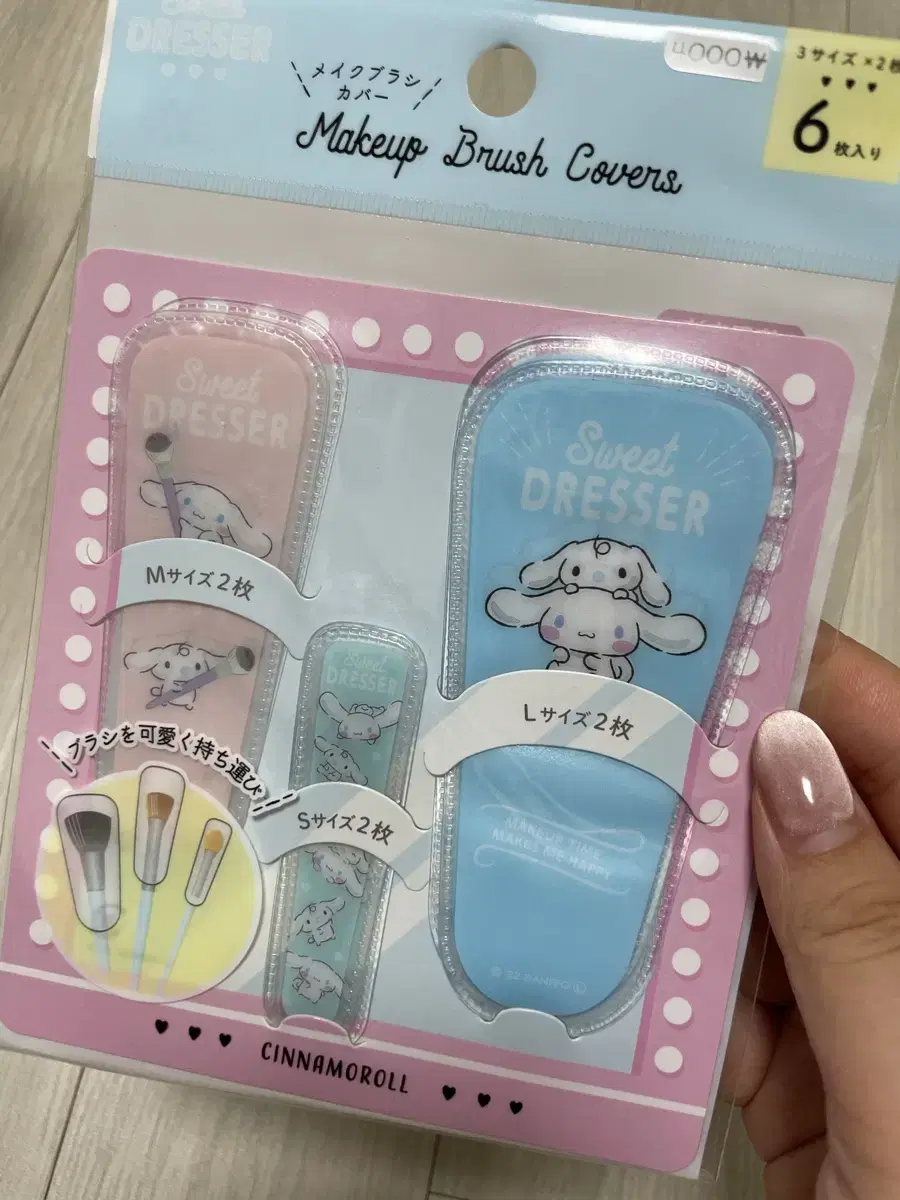 DRESSER
メイクブラシ
カバー
Makeup Brush Covers
4000₩
3サイズ×2枚
6枚入り
Sweet
DRESSER
Mサイズ2枚
Sweet
DRESSER
Sサイズ2枚
Sweet
DRESSER
Lサイズ2枚
MAKEUP TIME
MAKES ME HAPPY
ブラシを可愛く持ち運び
CINNAMOROLL